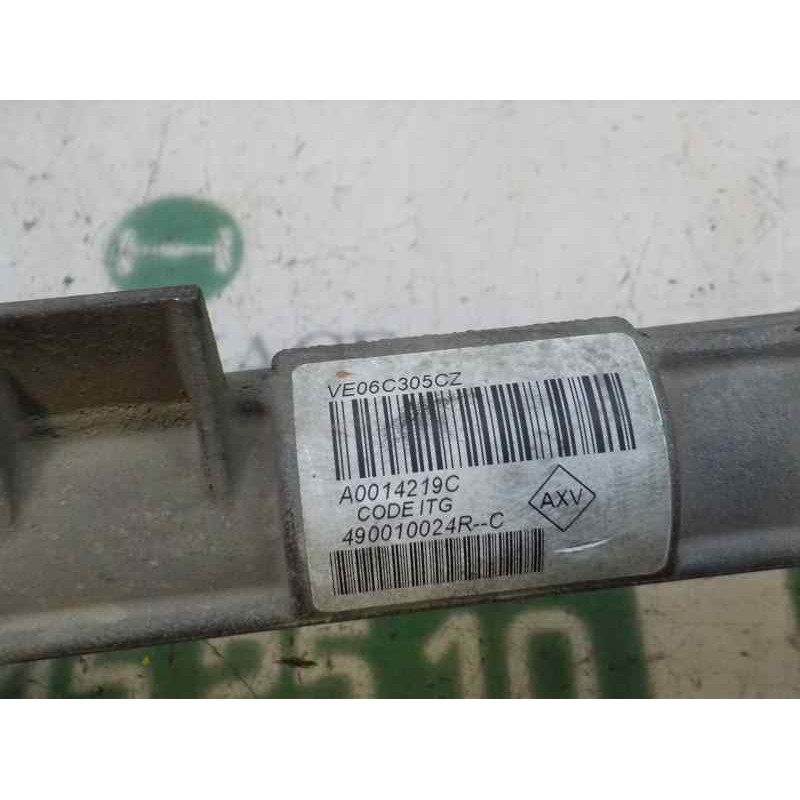 VE06C305CZ
A0014219C
AXV
CODE ITG
490010024R--C